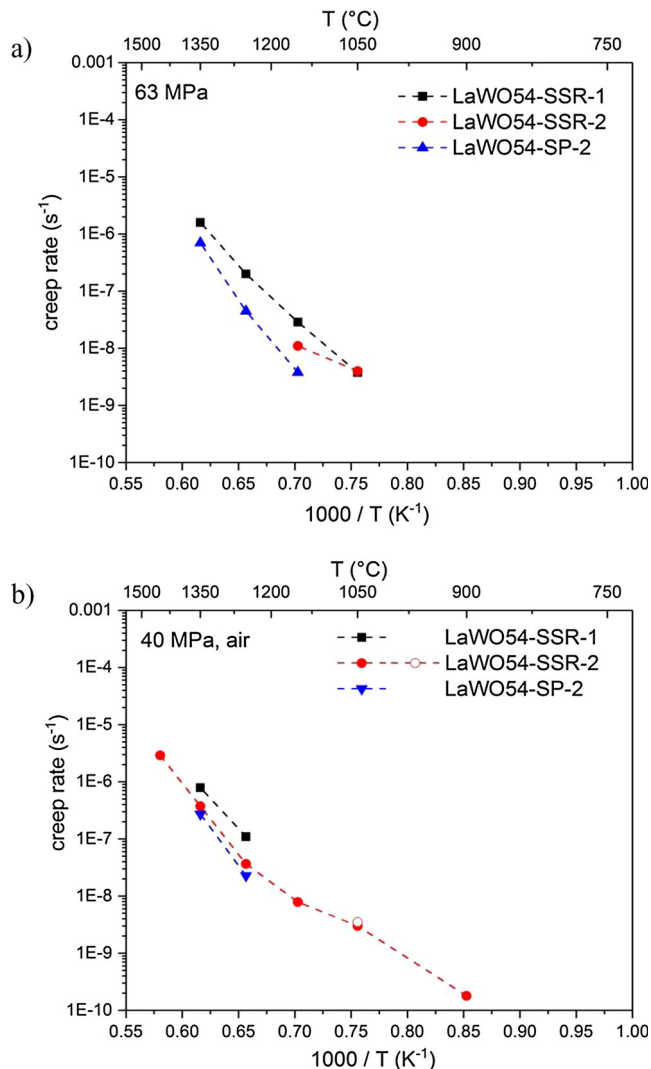 a)
T (°C)
1500 1350 1200 1050 900 750
0.001
1E-4
1E-5
1E-6
1E-7
1E-8
1E-9
1E-10
creep rate (s⁻¹)
63 MPa
LaWO54-SSR-1
LaWO54-SSR-2
LaWO54-SP-2
0.55 0.60 0.65 0.70 0.75 0.80 0.85 0.90 0.95 1.00
1000 / T (K⁻¹)
b)
T (°C)
1500 1350 1200 1050 900 750
0.001
1E-4
1E-5
1E-6
1E-7
1E-8
1E-9
1E-10
creep rate (s⁻¹)
40 MPa, air
LaWO54-SSR-1
LaWO54-SSR-2
LaWO54-SP-2
0.55 0.60 0.65 0.70 0.75 0.80 0.85 0.90 0.95 1.00
1000 / T (K⁻¹)